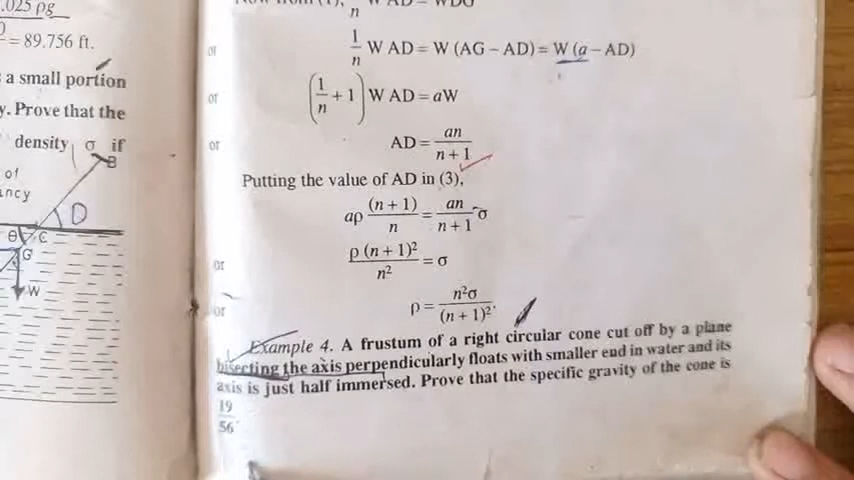 .025 ρg
= 89.756 ft.
a small portion
y. Prove that the
density σ if
of
ancy
B
D
θ C
G
W
n
1/n W AD = W (AG − AD) = W (a − AD)
or
(1/n + 1) W AD = aW
or
AD = an/(n + 1)
or
Putting the value of AD in (3),
aρ (n + 1)/n = an/(n + 1) σ
ρ (n + 1)²/n² = σ
or
ρ = n²σ/(n + 1)².
or
Example 4. A frustum of a right circular cone cut off by a plane
bisecting the axis perpendicularly floats with smaller end in water and its
axis is just half immersed. Prove that the specific gravity of the cone is
19/56.